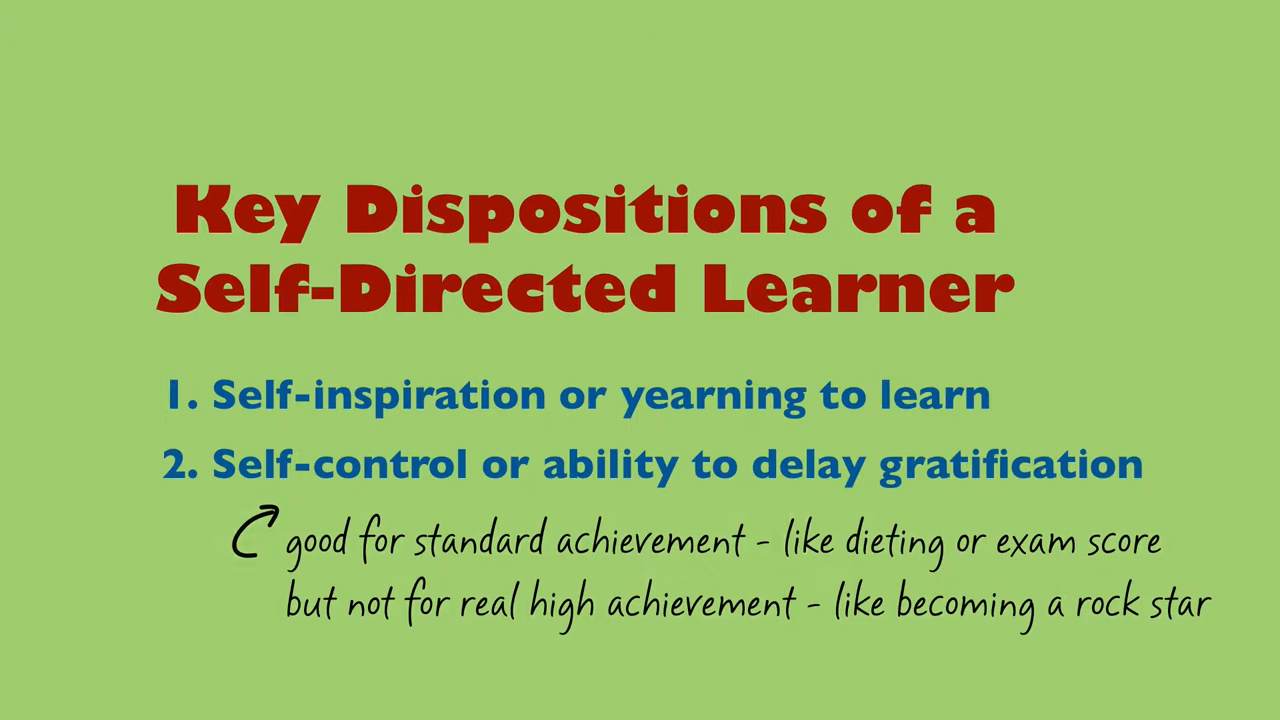 Key Dispositions of a
Self-Directed Learner
1. Self-inspiration or yearning to learn
2. Self-control or ability to delay gratification
good for standard achievement - like dieting or exam score
but not for real high achievement - like becoming a rock star